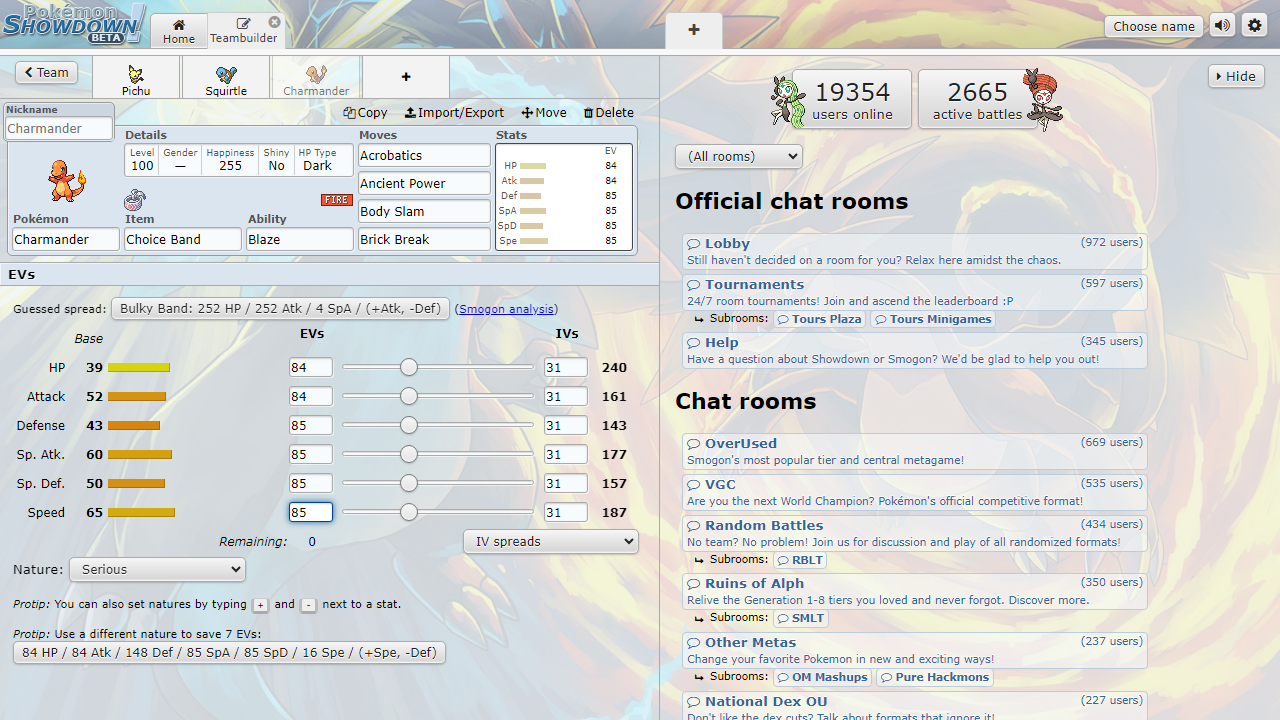 Pokémon
SHOWDOWN!
BETA
Home
Teambuilder
+
Choose name
Team
Pichu
Squirtle
Charmander
+
Nickname
Charmander
Copy
Import/Export
Move
Delete
Details
Level Gender Happiness Shiny HP Type
100 — 255 No Dark
FIRE
Pokémon
Charmander
Item
Choice Band
Ability
Blaze
Moves
Acrobatics
Ancient Power
Body Slam
Brick Break
Stats
EV
HP 84
Atk 84
Def 85
SpA 85
SpD 85
Spe 85
EVs
Guessed spread: Bulky Band: 252 HP / 252 Atk / 4 SpA / (+Atk, -Def) (Smogon analysis)
Base EVs IVs
HP 39 84 31 240
Attack 52 84 31 161
Defense 43 85 31 143
Sp. Atk. 60 85 31 177
Sp. Def. 50 85 31 157
Speed 65 85 31 187
Remaining: 0 IV spreads
Nature: Serious
Protip: You can also set natures by typing + and - next to a stat.
Protip: Use a different nature to save 7 EVs:
84 HP / 84 Atk / 148 Def / 85 SpA / 85 SpD / 16 Spe / (+Spe, -Def)
19354
users online
2665
active battles
Hide
(All rooms)
Official chat rooms
Lobby (972 users)
Still haven't decided on a room for you? Relax here amidst the chaos.
Tournaments (597 users)
24/7 room tournaments! Join and ascend the leaderboard :P
Subrooms: Tours Plaza Tours Minigames
Help (345 users)
Have a question about Showdown or Smogon? We'd be glad to help you out!
Chat rooms
OverUsed (669 users)
Smogon's most popular tier and central metagame!
VGC (535 users)
Are you the next World Champion? Pokémon's official competitive format!
Random Battles (434 users)
No team? No problem! Join us for discussion and play of all randomized formats!
Subrooms: RBLT
Ruins of Alph (350 users)
Relive the Generation 1-8 tiers you loved and never forgot. Discover more.
Subrooms: SMLT
Other Metas (237 users)
Change your favorite Pokemon in new and exciting ways!
Subrooms: OM Mashups Pure Hackmons
National Dex OU (227 users)
Don't like the dex cuts? Talk about formats that ignore it!